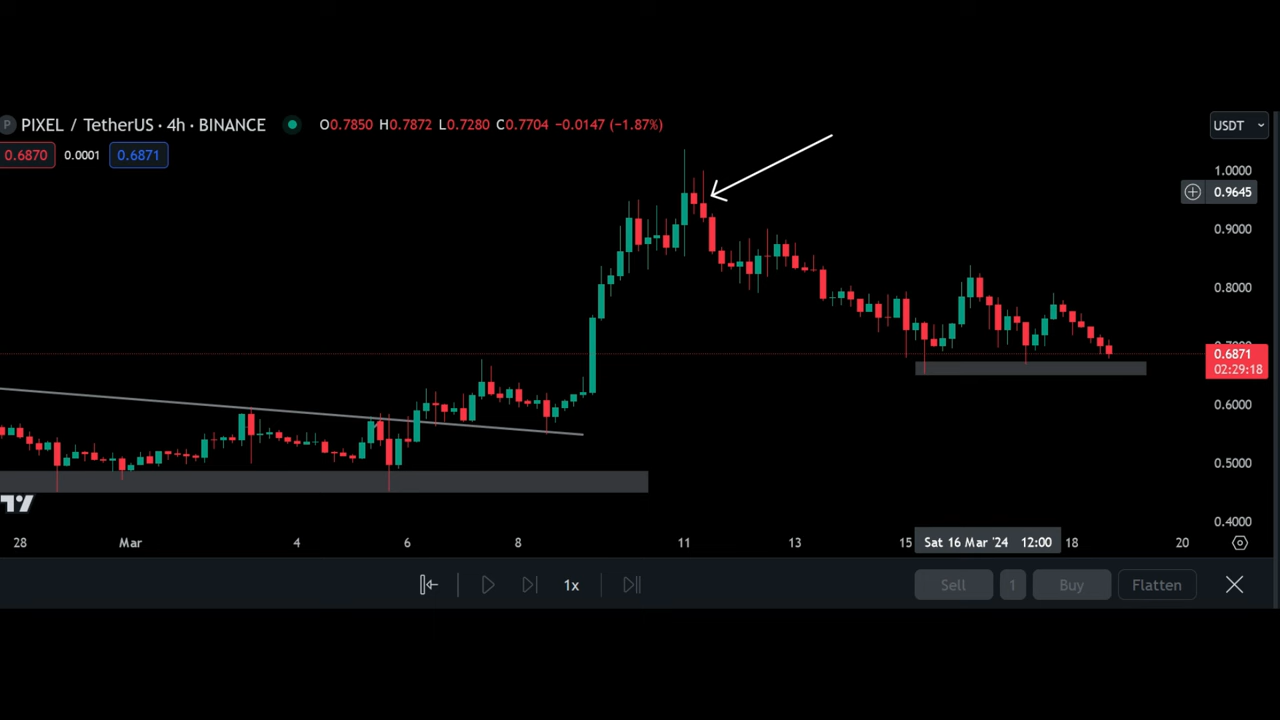 P PIXEL / TetherUS · 4h · BINANCE O0.7850 H0.7872 L0.7280 C0.7704 −0.0147 (−1.87%) USDT
0.6870 0.0001 0.6871
1.0000
0.9645
0.9000
0.8000
0.6871
02:29:18
0.6000
0.5000
0.4000
28 Mar 4 6 8 11 13 15 Sat 16 Mar '24 12:00 18 20
1x Sell 1 Buy Flatten